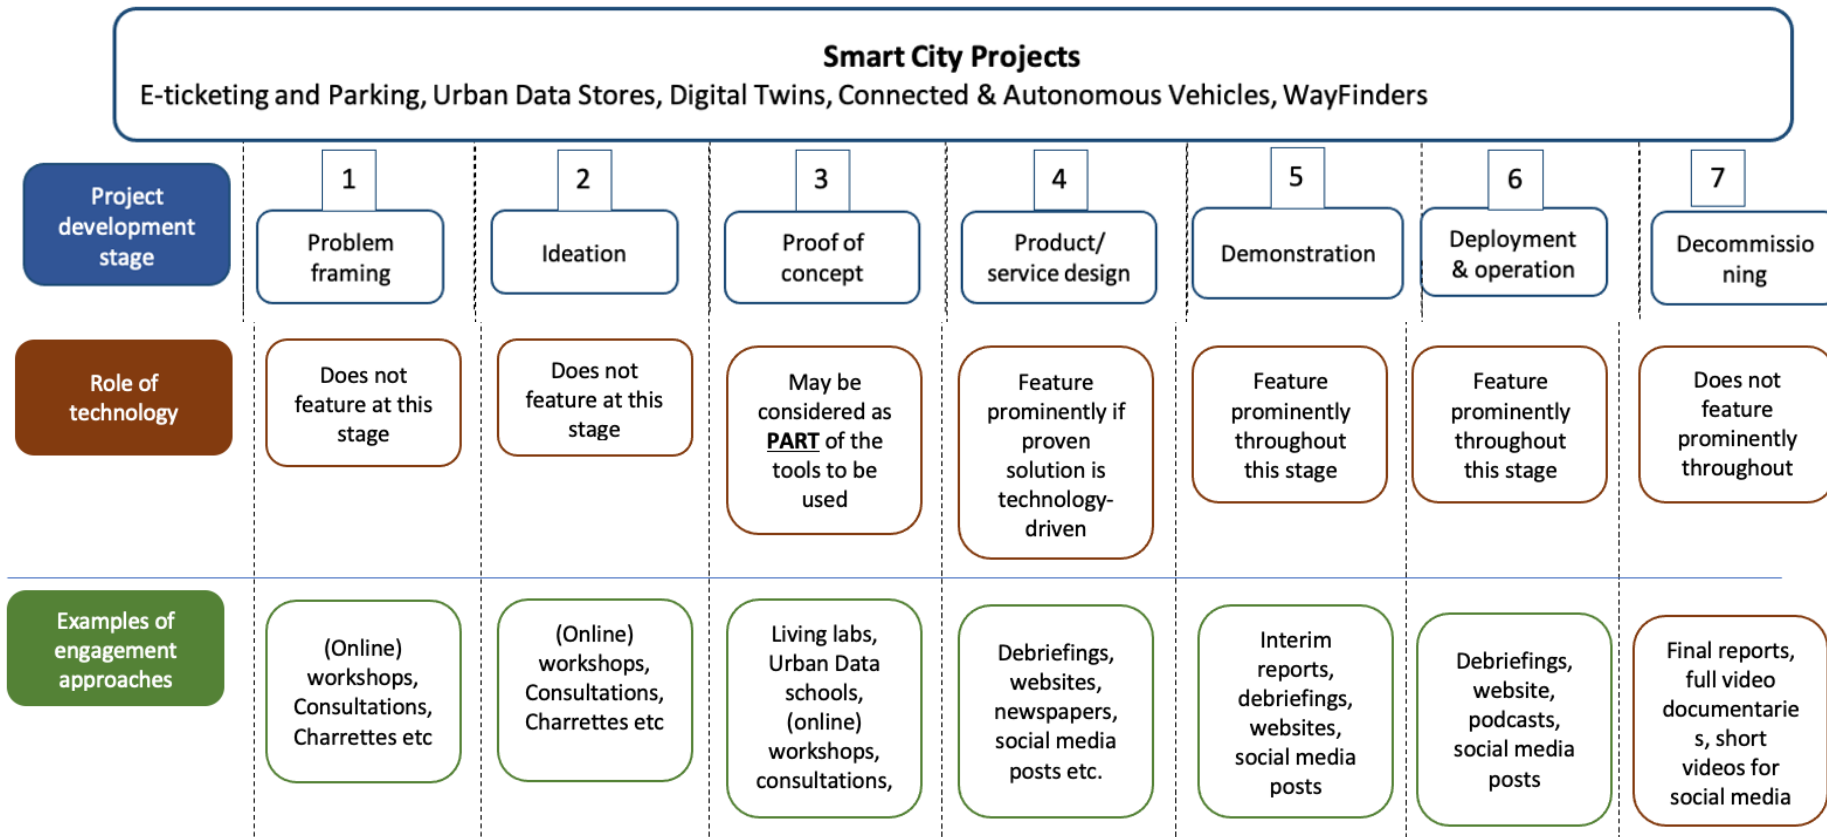 Smart City Projects
E-ticketing and Parking, Urban Data Stores, Digital Twins, Connected & Autonomous Vehicles, WayFinders
Project
development
stage
1
Problem
framing
2
Ideation
3
Proof of
concept
4
Product/
service design
5
Demonstration
6
Deployment
& operation
7
Decommissio
ning
Role of
technology
Does not
feature at this
stage
Does not
feature at this
stage
May be
considered as
PART of the
tools to be
used
Feature
prominently if
proven
solution is
technology-
driven
Feature
prominently
throughout
this stage
Feature
prominently
throughout
this stage
Does not
feature
prominently
throughout
Examples of
engagement
approaches
(Online)
workshops,
Consultations,
Charrettes etc
(Online)
workshops,
Consultations,
Charrettes etc
Living labs,
Urban Data
schools,
(online)
workshops,
consultations,
Debriefings,
websites,
newspapers,
social media
posts etc.
Interim
reports,
debriefings,
websites,
social media
posts
Debriefings,
website,
podcasts,
social media
posts
Final reports,
full video
documentarie
s, short
videos for
social media